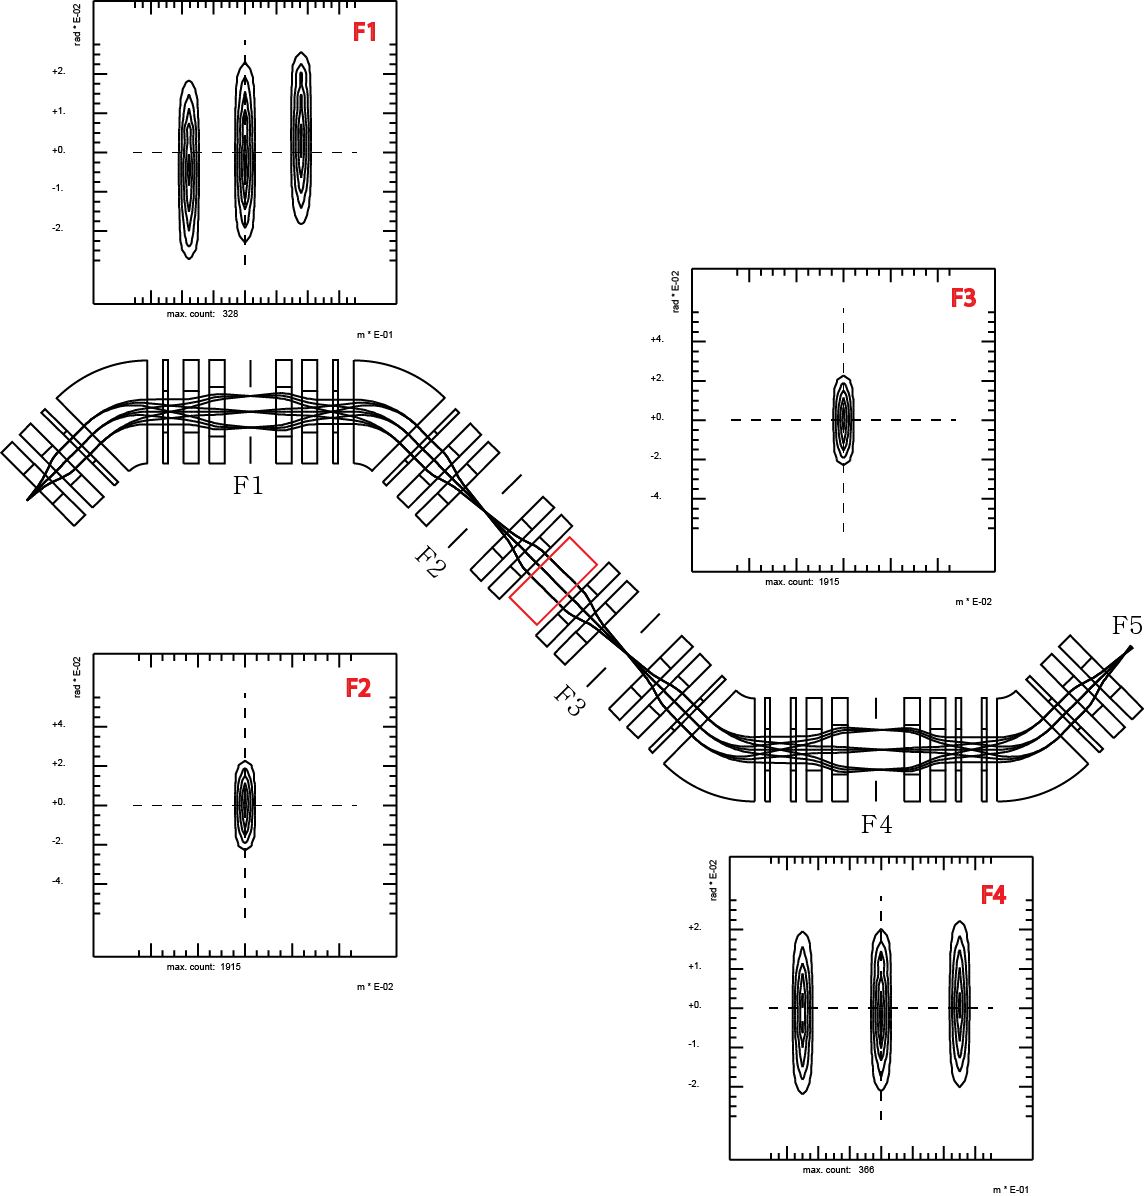 rad * E-02
F1
+2.
+1.
+0.
-1.
-2.
max. count: 328
m * E-01
rad * E-02
F3
+4.
+2.
+0.
-2.
-4.
max. count: 1915
m * E-02
F1
F2
F3
F4
F5
rad * E-02
F2
+4.
+2.
+0.
-2.
-4.
max. count: 1915
m * E-02
rad * E-02
F4
+2.
+1.
+0.
-1.
-2.
max. count: 366
m * E-01